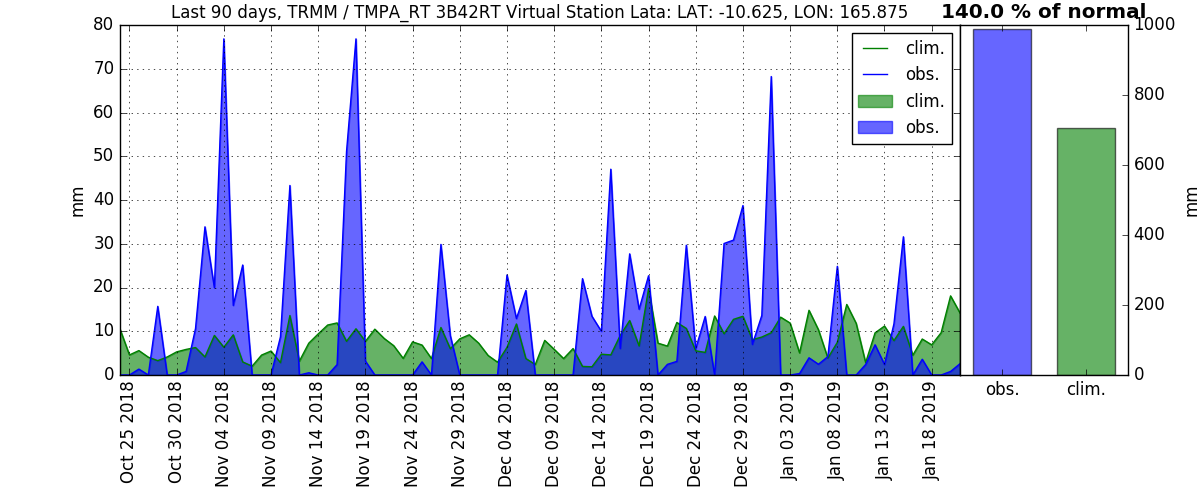 Last 90 days, TRMM / TMPA_RT 3B42RT Virtual Station Lata: LAT: -10.625, LON: 165.875
140.0 % of normal
80
70
60
50
40
30
20
10
0
mm
clim.
obs.
clim.
obs.
1000
800
600
400
200
0
mm
obs.
clim.
Oct 25 2018
Oct 30 2018
Nov 04 2018
Nov 09 2018
Nov 14 2018
Nov 19 2018
Nov 24 2018
Nov 29 2018
Dec 04 2018
Dec 09 2018
Dec 14 2018
Dec 19 2018
Dec 24 2018
Dec 29 2018
Jan 03 2019
Jan 08 2019
Jan 13 2019
Jan 18 2019